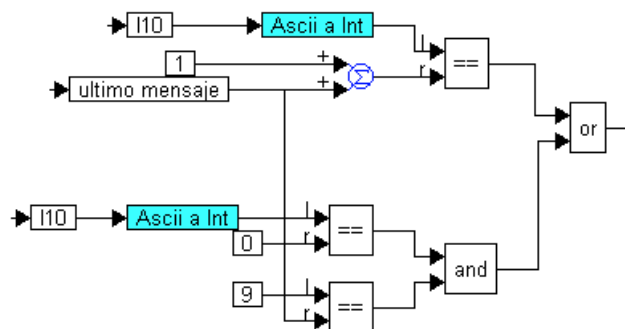 I10 Ascii a Int l
1 + r ==
ultimo mensaje + Σ
or
I10 Ascii a Int l
0 r == and
9 l
r ==